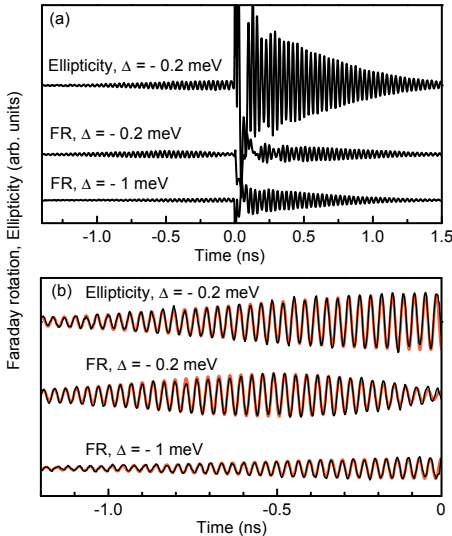 Faraday rotation, Ellipticity (arb. units)
(a)
Ellipticity, Δ = - 0.2 meV
FR, Δ = - 0.2 meV
FR, Δ = - 1 meV
-1.0 -0.5 0.0 0.5 1.0 1.5
Time (ns)
(b)
Ellipticity, Δ = - 0.2 meV
FR, Δ = - 0.2 meV
FR, Δ = - 1 meV
-1.0 -0.5 0
Time (ns)